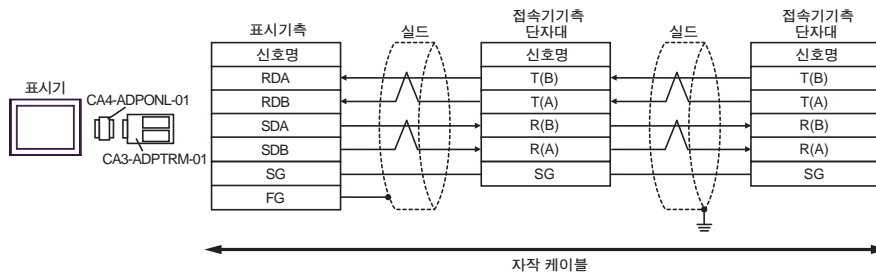 표시기
CA4-ADPONL-01
CA3-ADPTRM-01
표시기측
신호명
RDA
RDB
SDA
SDB
SG
FG
실드
접속기기측
단자대
신호명
T(B)
T(A)
R(B)
R(A)
SG
실드
접속기기측
단자대
신호명
T(B)
T(A)
R(B)
R(A)
SG
자작 케이블